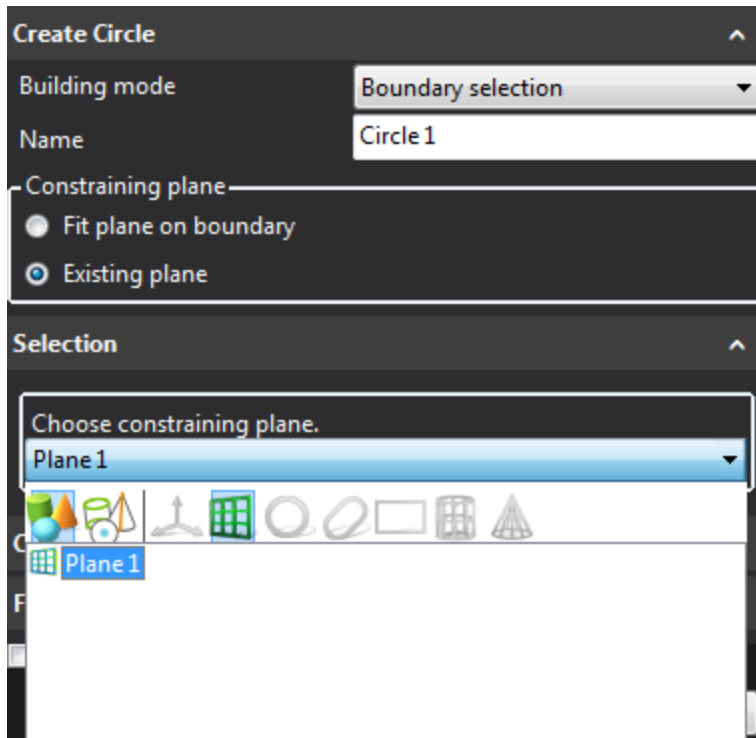 Create Circle
Building mode
Boundary selection
Name
Circle 1
Constraining plane
Fit plane on boundary
Existing plane
Selection
Choose constraining plane.
Plane 1
Plane 1